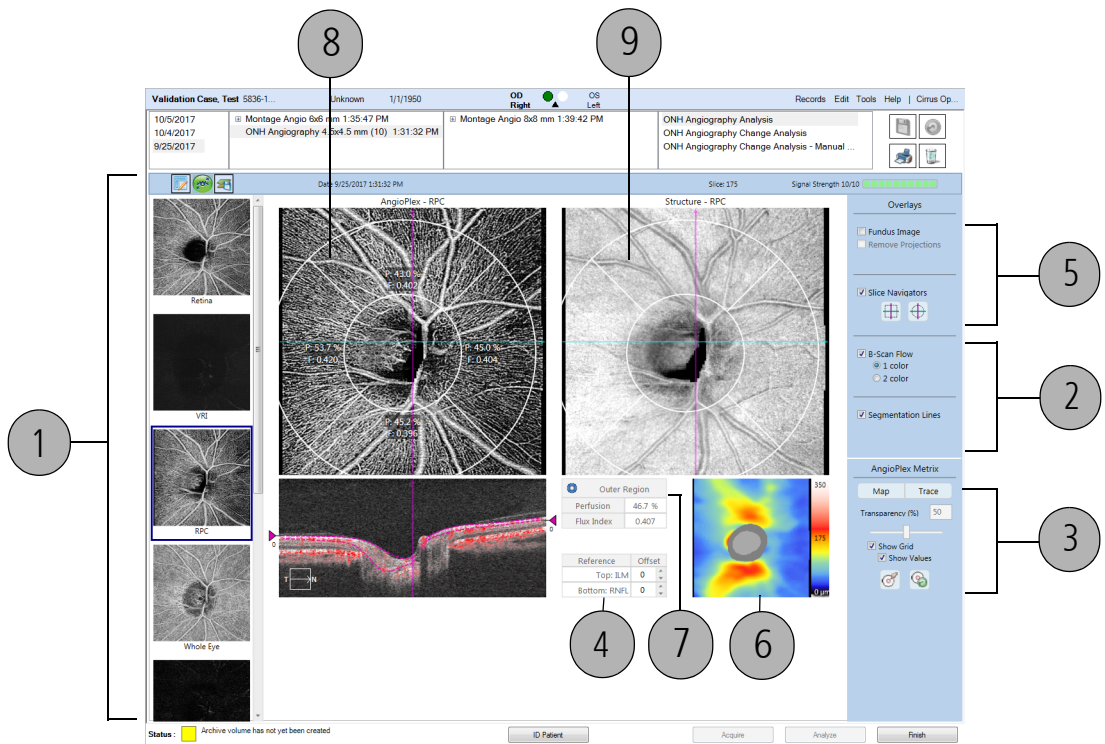 8
9
Validation Case, Test 5836-1... Unknown 1/1/1950 OD Right OS Left Records Edit Tools Help | Cirrus Op...
10/5/2017
10/4/2017
9/25/2017
Montage Angio 6x6 mm 1:35:47 PM
ONH Angiography 4.5x4.5 mm (10) 1:31:32 PM
Montage Angio 8x8 mm 1:39:42 PM
ONH Angiography Analysis
ONH Angiography Change Analysis
ONH Angiography Change Analysis - Manual ...
Date 9/25/2017 1:31:32 PM Slice: 175 Signal Strength 10/10
1
Retina
VRI
RPC
Whole Eye
AngioPlex - RPC
P: 43.0 %
F: 0.402
P: 53.7 %
F: 0.420
P: 45.0 %
F: 0.404
P: 45.2 %
F: 0.396
Structure - RPC
0
0
T N
Outer Region
Perfusion 46.7 %
Flux Index 0.407
Reference Offset
Top: ILM 0
Bottom: RNFL 0
350
175
0 μm
4
7
6
Overlays
Fundus Image
Remove Projections
Slice Navigators
5
B-Scan Flow
1 color
2 color
Segmentation Lines
2
AngioPlex Metrix
Map Trace
Transparency (%) 50
Show Grid
Show Values
3
Status : Archive volume has not yet been created
ID Patient
Acquire
Analyze
Finish